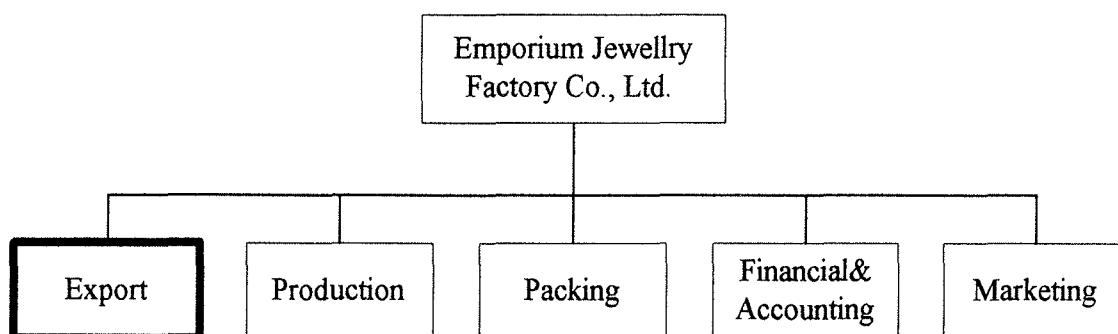 Emporium Jewellry
Factory Co., Ltd.
Export
Production
Packing
Financial&
Accounting
Marketing